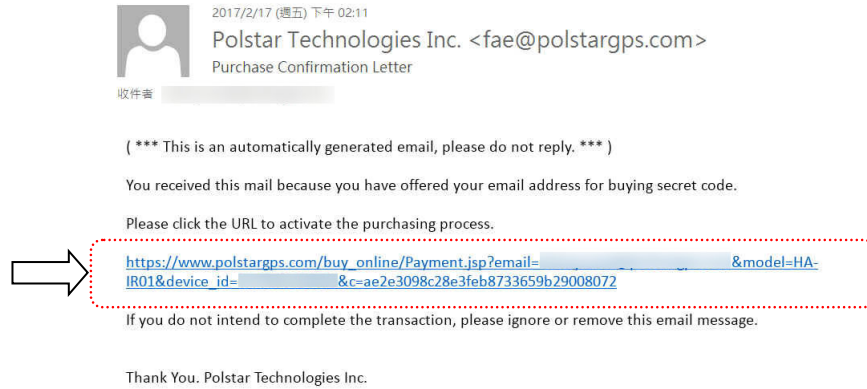 2017/2/17 (週五) 下午 02:11
Polstar Technologies Inc. <fae@polstargps.com>
Purchase Confirmation Letter
收件者
( *** This is an automatically generated email, please do not reply. *** )
You received this mail because you have offered your email address for buying secret code.
Please click the URL to activate the purchasing process.
https://www.polstargps.com/buy_online/Payment.jsp?email= &model=HA-
IR01&device_id= &c=ae2e3098c28e3feb8733659b29008072
If you do not intend to complete the transaction, please ignore or remove this email message.
Thank You. Polstar Technologies Inc.